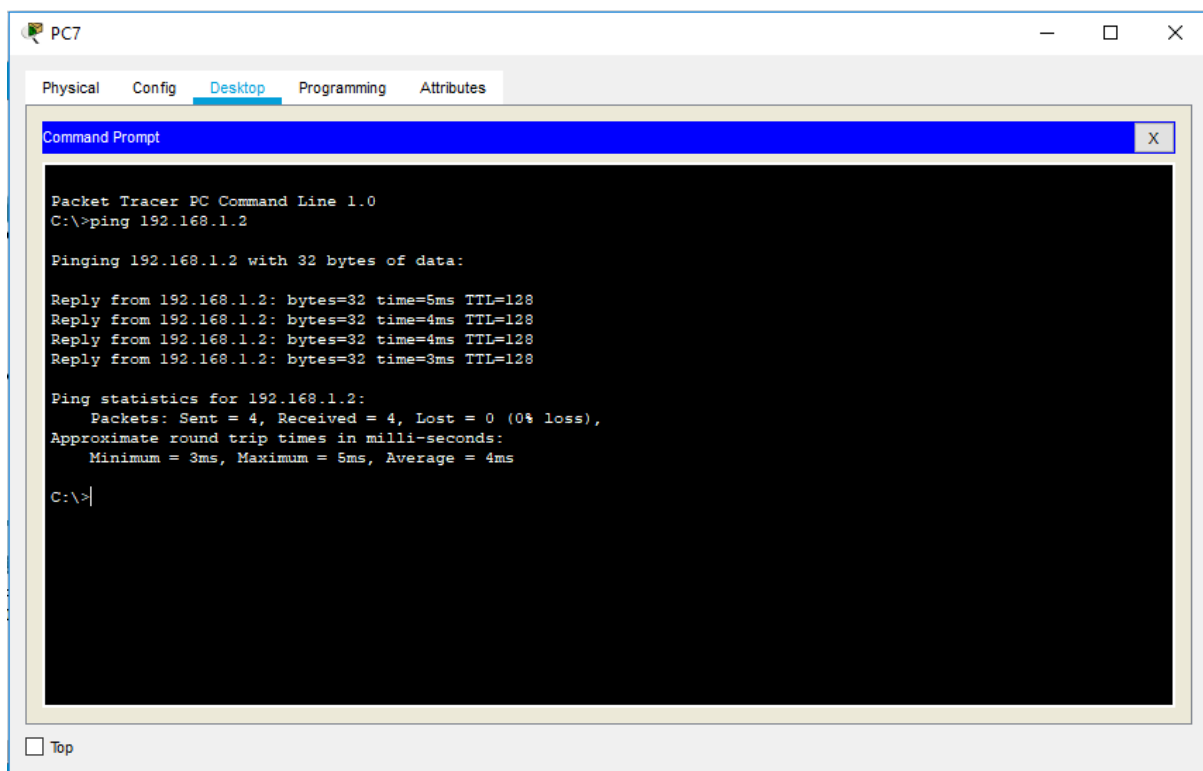 PC7
Physical Config Desktop Programming Attributes
Command Prompt
X
Packet Tracer PC Command Line 1.0
C:\>ping 192.168.1.2
Pinging 192.168.1.2 with 32 bytes of data:
Reply from 192.168.1.2: bytes=32 time=5ms TTL=128
Reply from 192.168.1.2: bytes=32 time=4ms TTL=128
Reply from 192.168.1.2: bytes=32 time=4ms TTL=128
Reply from 192.168.1.2: bytes=32 time=3ms TTL=128
Ping statistics for 192.168.1.2:
Packets: Sent = 4, Received = 4, Lost = 0 (0% loss),
Approximate round trip times in milli-seconds:
Minimum = 3ms, Maximum = 5ms, Average = 4ms
C:\>
Top